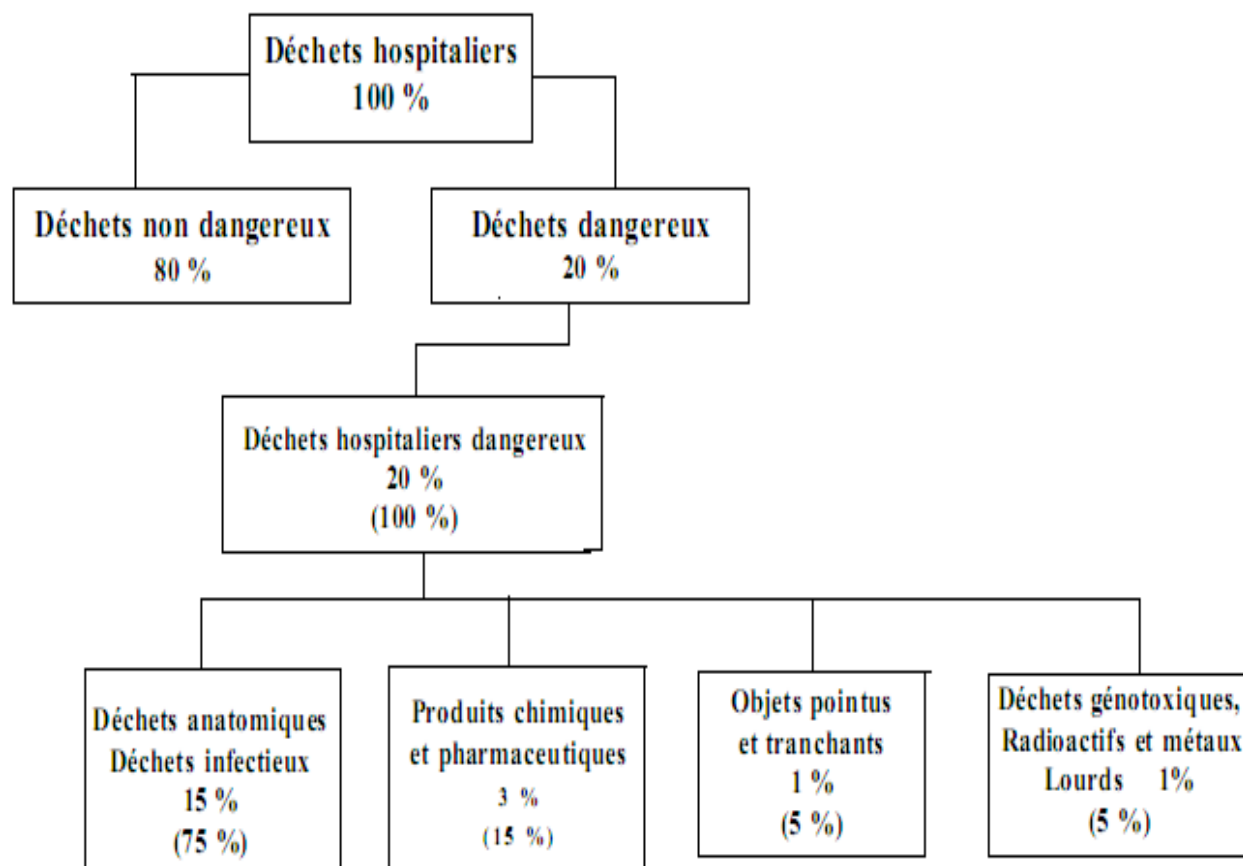 Déchets hospitaliers
100 %
Déchets non dangereux
80 %
Déchets dangereux
20 %
Déchets hospitaliers dangereux
20 %
(100 %)
Déchets anatomiques
Déchets infectieux
15 %
(75 %)
Produits chimiques
et pharmaceutiques
3 %
(15 %)
Objets pointus
et tranchants
1 %
(5 %)
Déchets génotoxiques,
Radioactifs et métaux
Lourds 1%
(5 %)